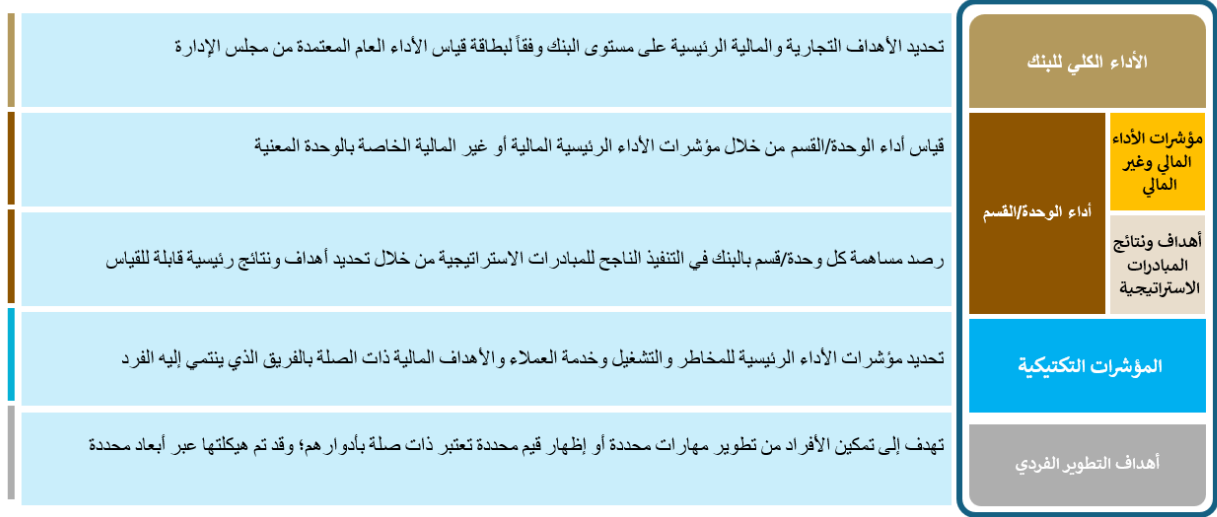 الأداء الكلي للبنك
تحديد الأهداف التجارية والمالية الرئيسية على مستوى البنك وفقاً لبطاقة قياس الأداء العام المعتمدة من مجلس الإدارة
مؤشرات الأداء
المالي وغير
المالي
أداء الوحدة/القسم
قياس أداء الوحدة/القسم من خلال مؤشرات الأداء الرئيسية المالية أو غير المالية الخاصة بالوحدة المعنية
أهداف ونتائج
المبادرات
الاستراتيجية
رصد مساهمة كل وحدة/قسم بالبنك في التنفيذ الناجح للمبادرات الاستراتيجية من خلال تحديد أهداف ونتائج رئيسية قابلة للقياس
المؤشرات التكتيكية
تحديد مؤشرات الأداء الرئيسية للمخاطر والتشغيل وخدمة العملاء والأهداف المالية ذات الصلة بالفريق الذي ينتمي إليه الفرد
أهداف التطوير الفردي
تهدف إلى تمكين الأفراد من تطوير مهارات محددة أو إظهار قيم محددة تعتبر ذات صلة بأدوارهم؛ وقد تم هيكلتها عبر أبعاد محددة